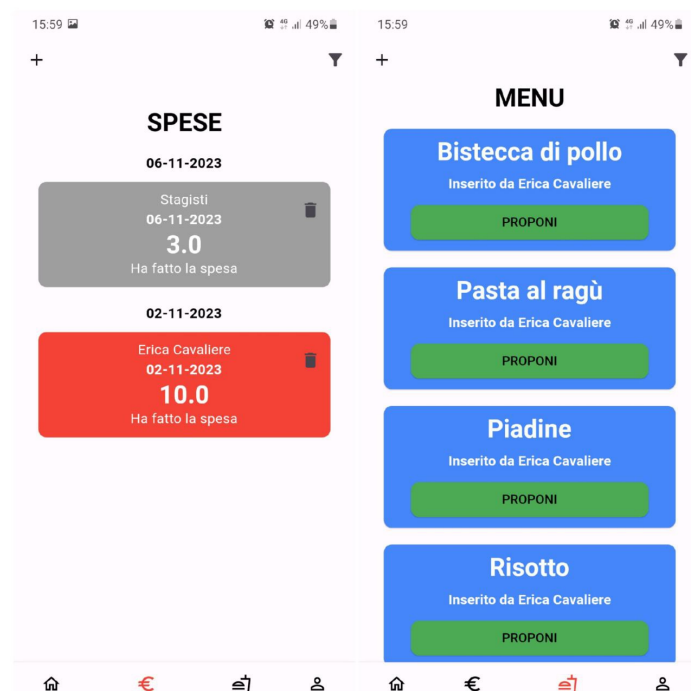 15:59
4G
49%
+
SPESE
06-11-2023
Stagisti
06-11-2023
3.0
Ha fatto la spesa
02-11-2023
Erica Cavaliere
02-11-2023
10.0
Ha fatto la spesa
€
15:59
4G
49%
+
MENU
Bistecca di pollo
Inserito da Erica Cavaliere
PROPONI
Pasta al ragù
Inserito da Erica Cavaliere
PROPONI
Piadine
Inserito da Erica Cavaliere
PROPONI
Risotto
Inserito da Erica Cavaliere
PROPONI
€